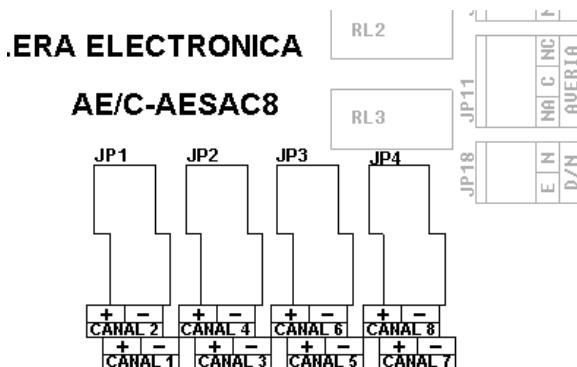 .ERA ELECTRONICA
AE/C-AESAC8
RL2
RL3
JP11
NA C NC
AVERIA
JP18
E N
D/N
JP1 JP2 JP3 JP4
+ - + - + - + -
CANAL 2 CANAL 4 CANAL 6 CANAL 8
+ - + - + - + -
CANAL 1 CANAL 3 CANAL 5 CANAL 7